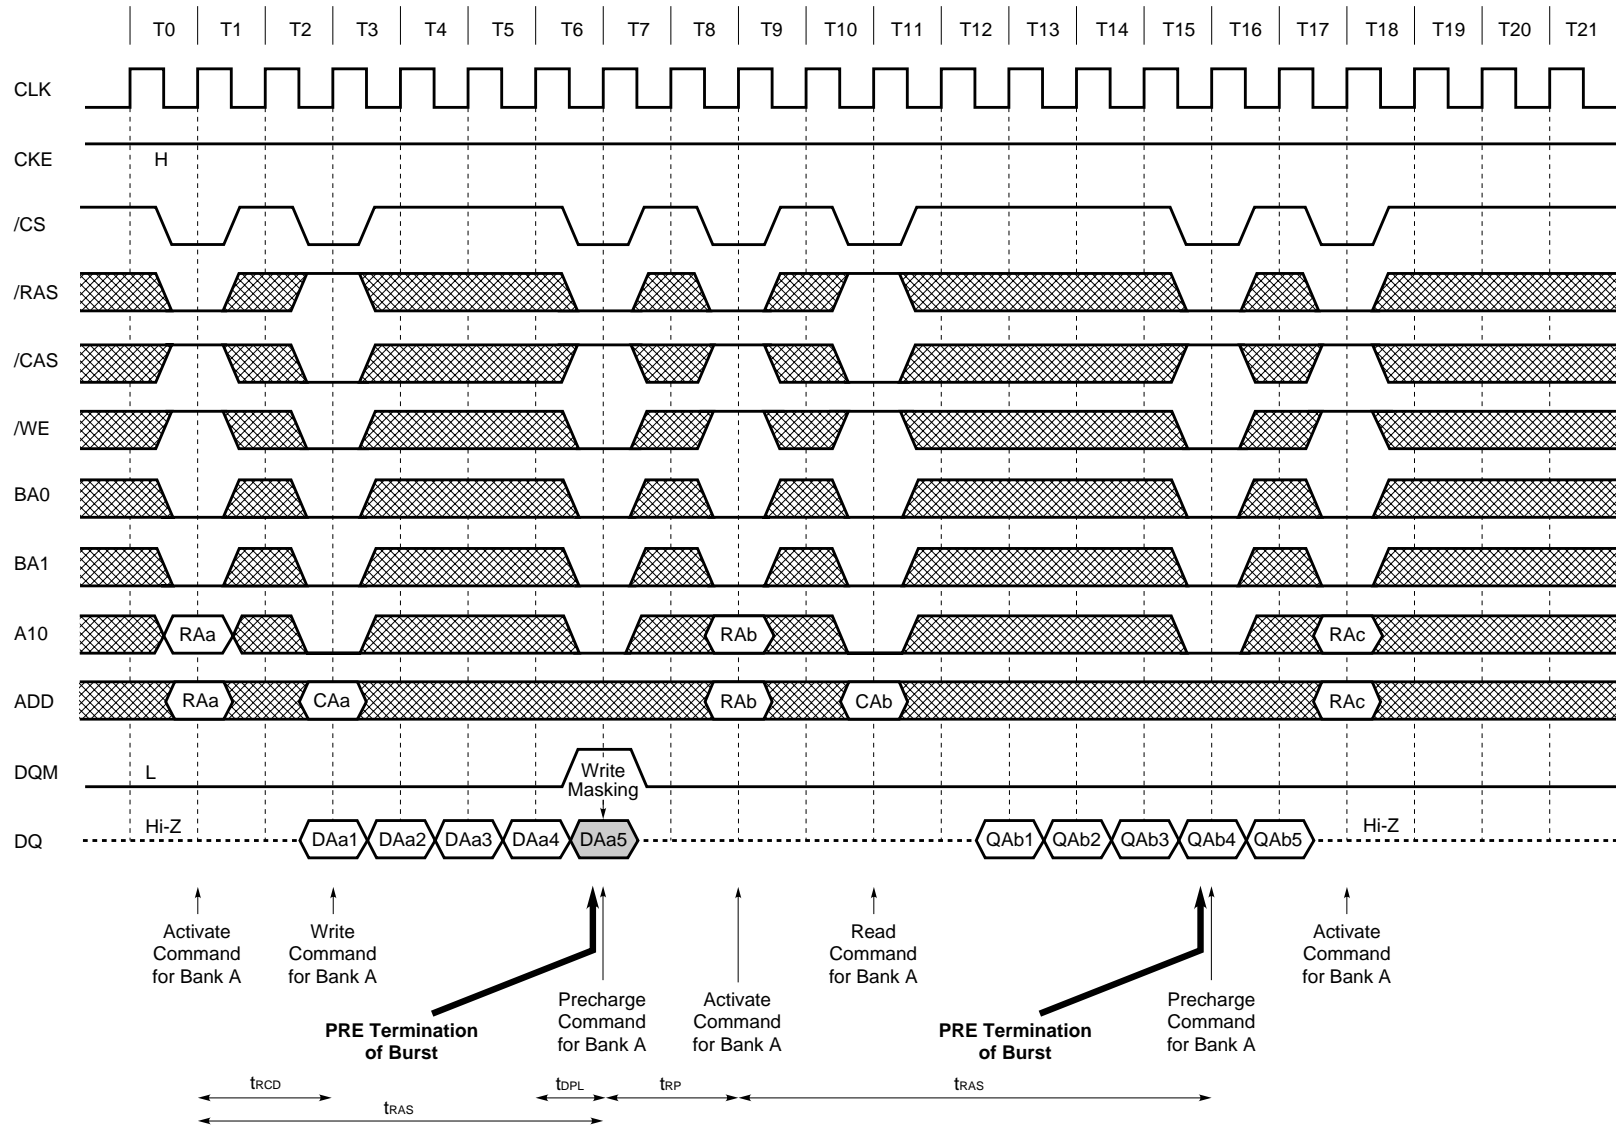 T0 T1 T2 T3 T4 T5 T6 T7 T8 T9 T10 T11 T12 T13 T14 T15 T16 T17 T18 T19 T20 T21
CLK
CKE H
/CS
/RAS
/CAS
/WE
BA0
BA1
A10 RAa RAb RAc
ADD RAa CAa RAb CAb RAc
DQM L Write
Masking
DQ Hi-Z DAa1 DAa2 DAa3 DAa4 DAa5 QAb1 QAb2 QAb3 QAb4 QAb5 Hi-Z
Activate
Command
for Bank A
Write
Command
for Bank A
PRE Termination
of Burst
Precharge
Command
for Bank A
Activate
Command
for Bank A
Read
Command
for Bank A
PRE Termination
of Burst
Precharge
Command
for Bank A
Activate
Command
for Bank A
tRCD tDPL tRP tRAS
tRAS